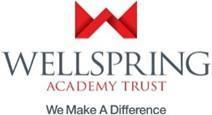 WELLSPRING
ACADEMY TRUST
We Make A Difference